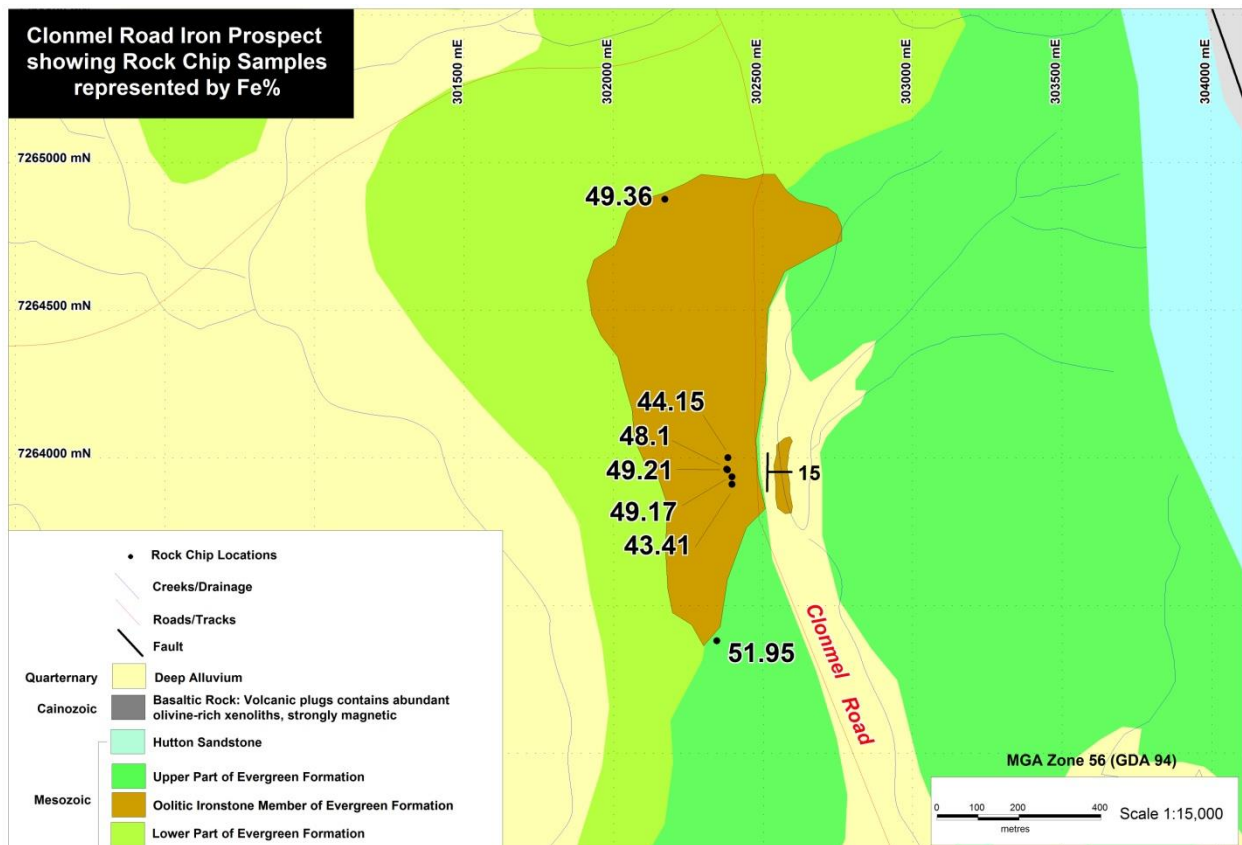 Clonmel Road Iron Prospect
showing Rock Chip Samples
represented by Fe%
301500 mE
302000 mE
302500 mE
303000 mE
303500 mE
304000 mE
7265000 mN
49.36
7264500 mN
44.15
48.1
7264000 mN
49.21
15
49.17
43.41
51.95
Clonmel Road
Rock Chip Locations
Creeks/Drainage
Roads/Tracks
Fault
Quarternary
Deep Alluvium
Cainozoic
Basaltic Rock: Volcanic plugs contains abundant
olivine-rich xenoliths, strongly magnetic
Hutton Sandstone
Upper Part of Evergreen Formation
Mesozoic
Oolitic Ironstone Member of Evergreen Formation
Lower Part of Evergreen Formation
MGA Zone 56 (GDA 94)
0 100 200 400
metres
Scale 1:15,000